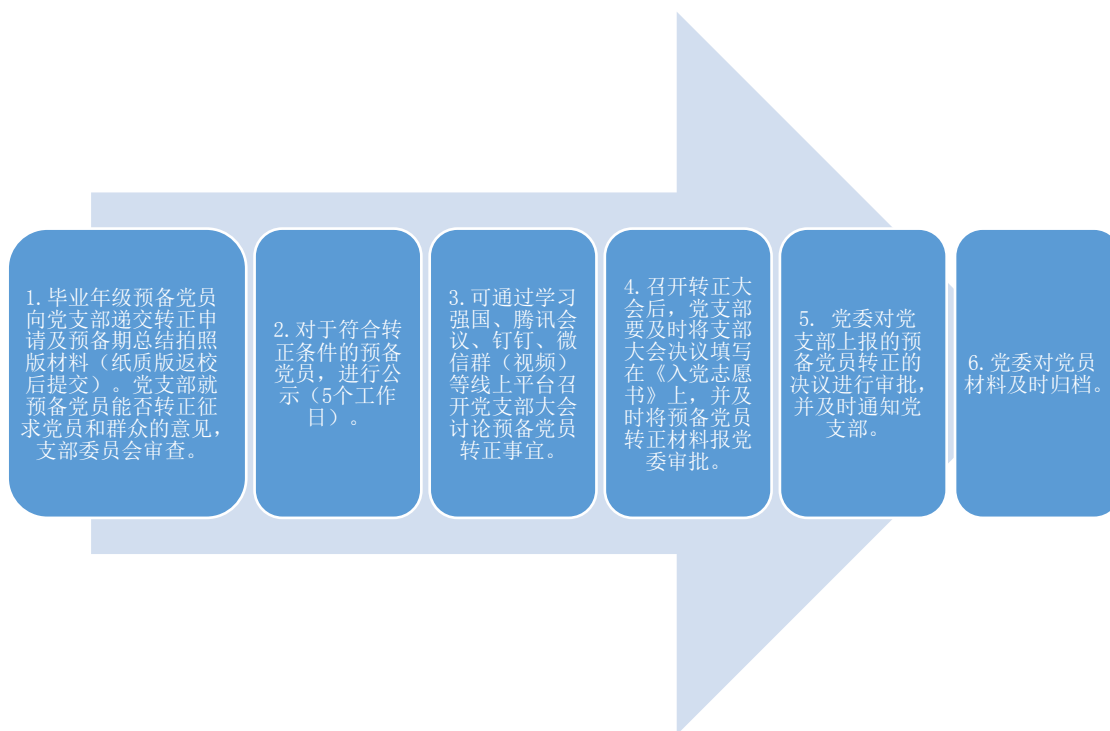 1.毕业年级预备党员
向党支部递交转正申
请及预备期总结拍照
版材料（纸质版返校
后提交）。党支部就
预备党员能否转正征
求党员和群众的意见，
支部委员会审查。
2.对于符合转
正条件的预备
党员，进行公
示（5个工作
日）。
3.可通过学习
强国、腾讯会
议、钉钉、微
信群（视频）
等线上平台召
开党支部大会
讨论预备党员
转正事宜。
4.召开转正大
会后，党支部
要及时将支部
大会决议填写
在《入党志愿
书》上，并及
时将预备党员
转正材料报党
委审批。
5. 党委对党
支部上报的预
备党员转正的
决议进行审批，
并及时通知党
支部。
6.党委对党员
材料及时归档。